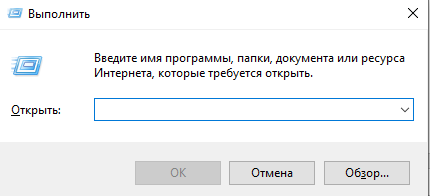 Выполнить
Введите имя программы, папки, документа или ресурса
Интернета, которые требуется открыть.
Открыть:
ОК Отмена Обзор...